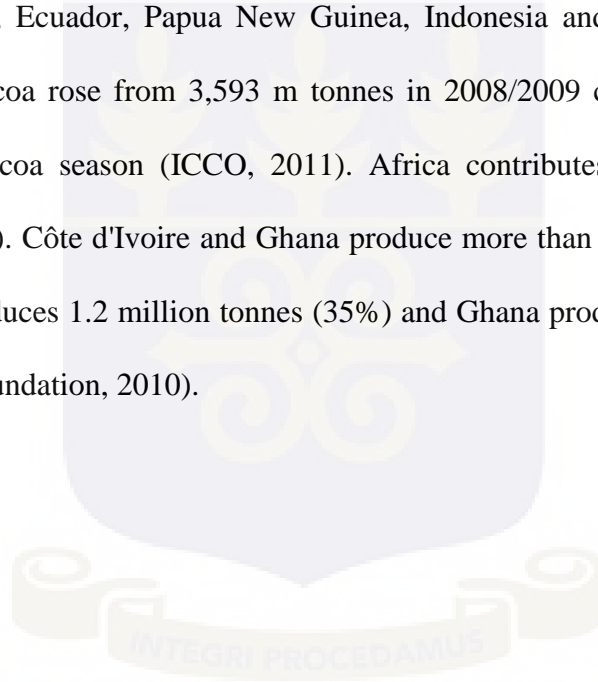 Ecuador, Papua New Guinea, Indonesia and
coa rose from 3,593 m tonnes in 2008/2009 c
coa season (ICCO, 2011). Africa contributes
). Côte d'Ivoire and Ghana produce more than
duces 1.2 million tonnes (35%) and Ghana prod
undation, 2010).
INTEGRI PROCEDAMUS